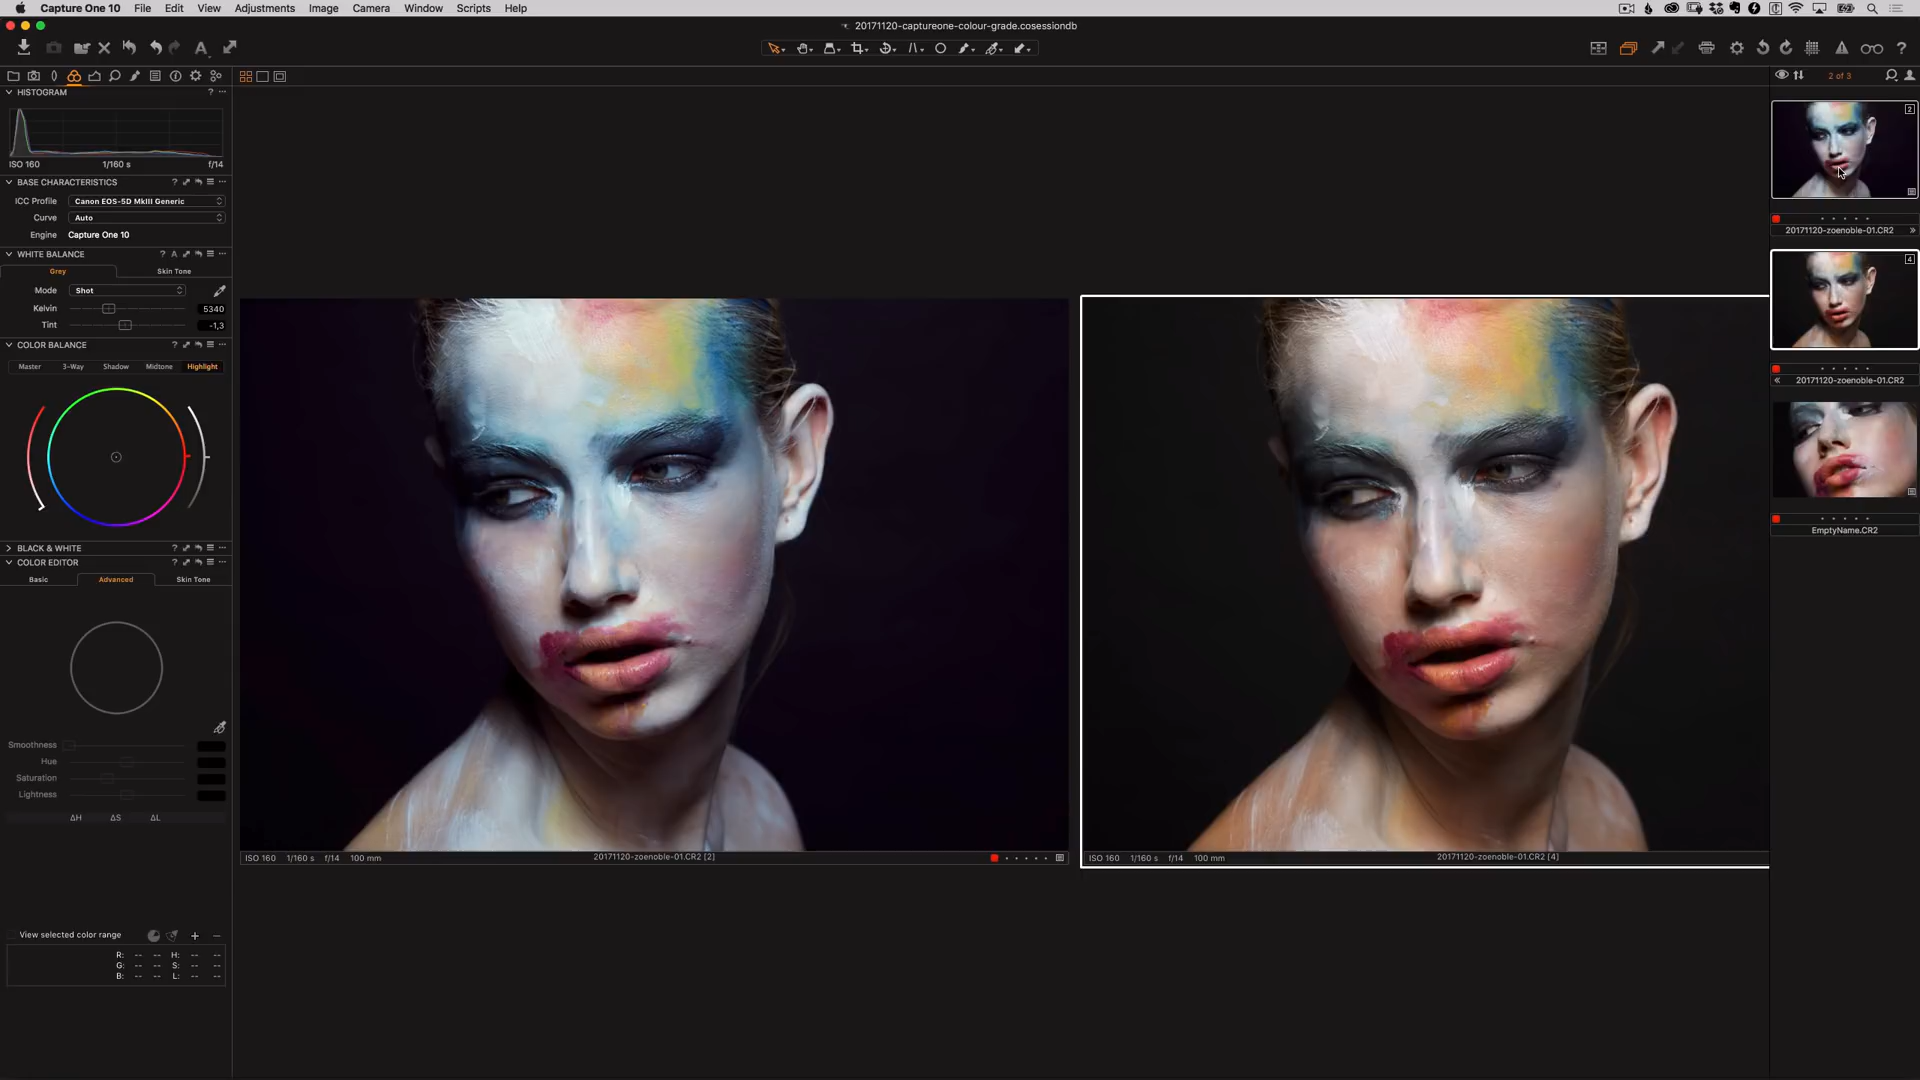 Capture One 10 File Edit View Adjustments Image Camera Window Scripts Help
20171120-captureone-colour-grade.cosessiondb
2 of 3
HISTOGRAM
ISO 160 1/160 s f/14
BASE CHARACTERISTICS
ICC Profile Canon EOS-5D MkIII Generic
Curve Auto
Engine Capture One 10
WHITE BALANCE
Grey Skin Tone
Mode Shot
Kelvin 5340
Tint -1,3
COLOR BALANCE
Master 3-Way Shadow Midtone Highlight
BLACK & WHITE
COLOR EDITOR
Basic Advanced Skin Tone
Smoothness
Hue
Saturation
Lightness
ΔH ΔS ΔL
View selected color range
R: -- -- H: -- --
G: -- -- S: -- --
B: -- -- L: -- --
ISO 160 1/160 s f/14 100 mm 20171120-zoenoble-01.CR2 [2]
ISO 160 1/160 s f/14 100 mm 20171120-zoenoble-01.CR2 [4]
2
20171120-zoenoble-01.CR2
4
20171120-zoenoble-01.CR2
EmptyName.CR2